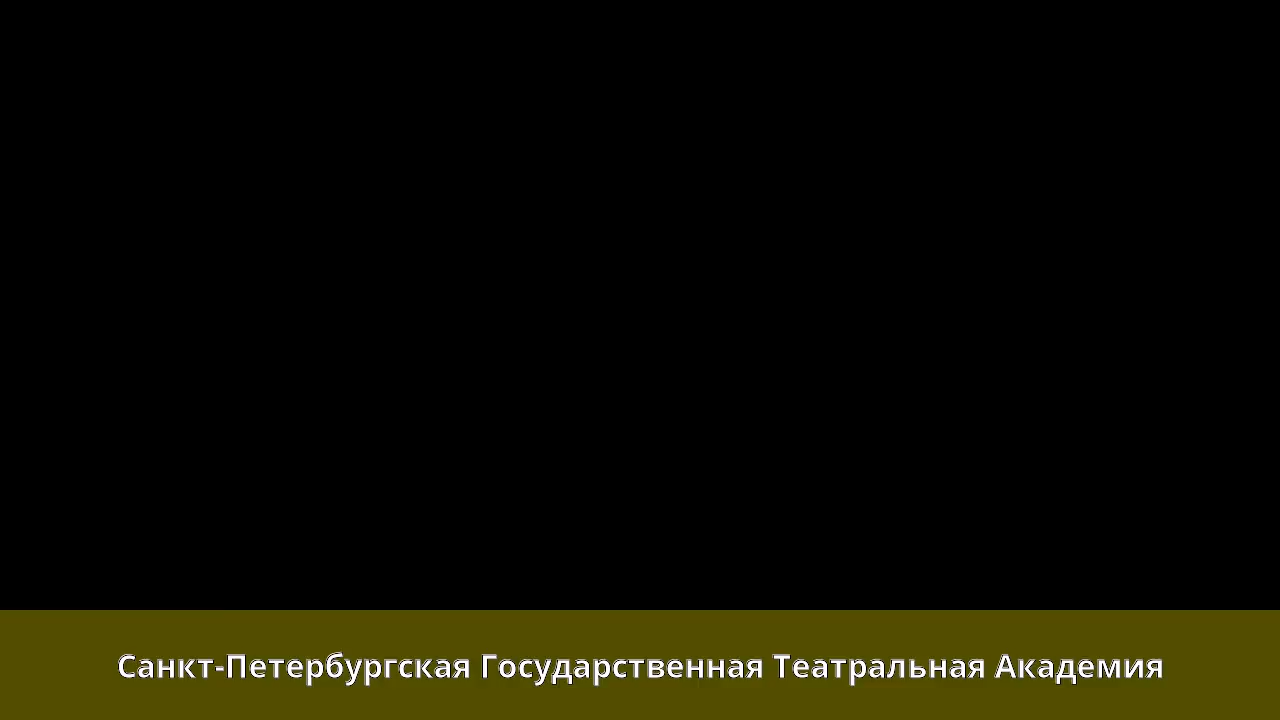 Санкт-Петербургская Государственная Театральная Академия